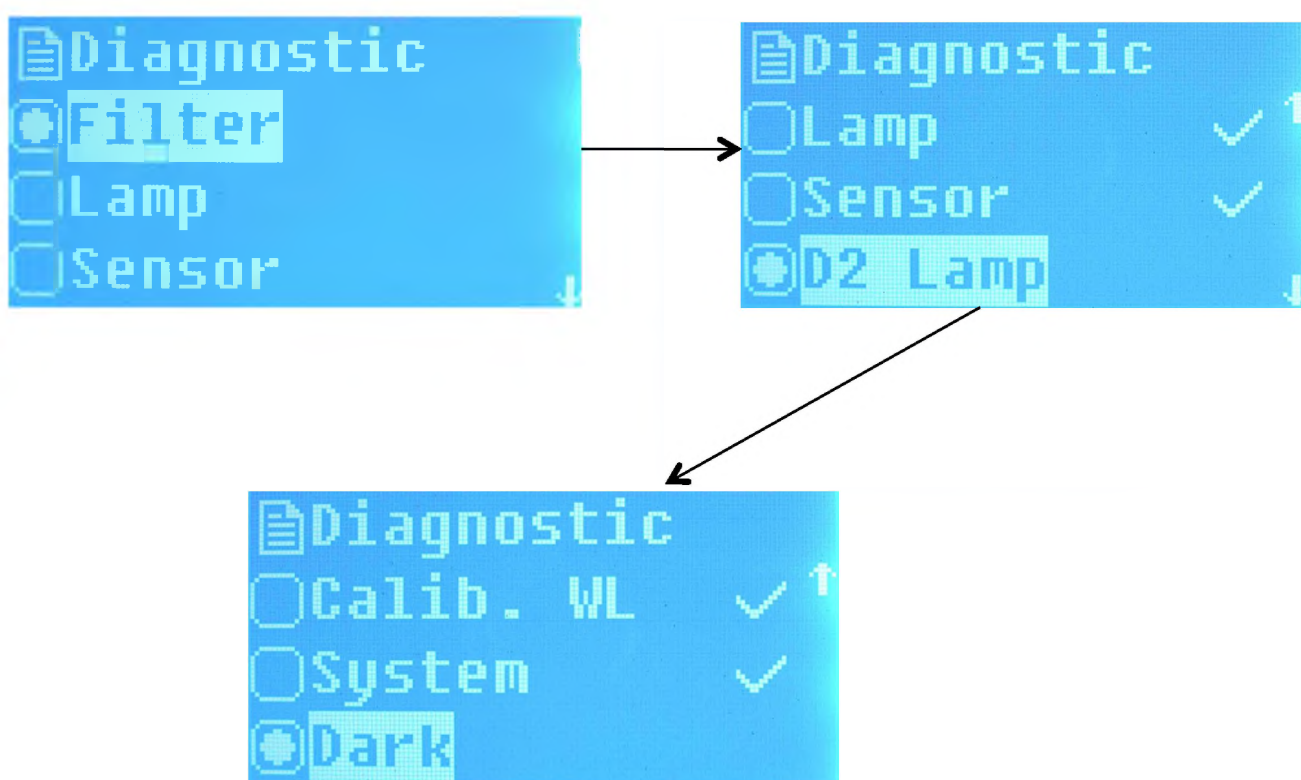 Diagnostic
Filter
Lamp
Sensor
Diagnostic
Lamp
Sensor
D2 Lamp
Diagnostic
Calib. WL
System
Dark